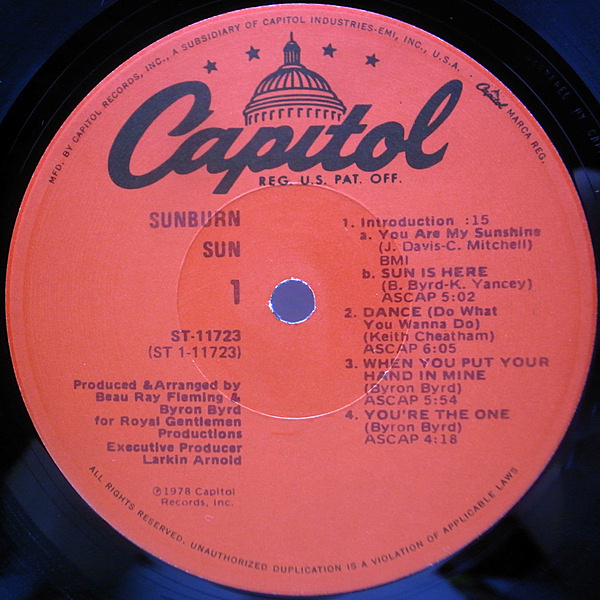 MFD. BY CAPITOL RECORDS, INC., A SUBSIDIARY OF CAPITOL INDUSTRIES-EMI, INC., U.S.A. .
Capitol MARCA REG.
Capitol
REG. U.S. PAT. OFF.
SUNBURN
SUN
1
ST-11723
(ST 1-11723)
Produced & Arranged by
Beau Ray Fleming &
Byron Byrd
for Royal Gentlemen
Productions
Executive Producer
Larkin Arnold
℗1978 Capitol
Records, Inc.
1. Introduction :15
a. You Are My Sunshine
(J. Davis-C. Mitchell)
BMI
b. SUN IS HERE
(B. Byrd-K. Yancey)
ASCAP 5:02
2. DANCE (Do What
You Wanna Do)
(Keith Cheatham)
ASCAP 6:05
3. WHEN YOU PUT YOUR
HAND IN MINE
(Byron Byrd)
ASCAP 5:54
4. YOU'RE THE ONE
(Byron Byrd)
ASCAP 4:18
ALL RIGHTS RESERVED. UNAUTHORIZED DUPLICATION IS A VIOLATION OF APPLICABLE LAWS